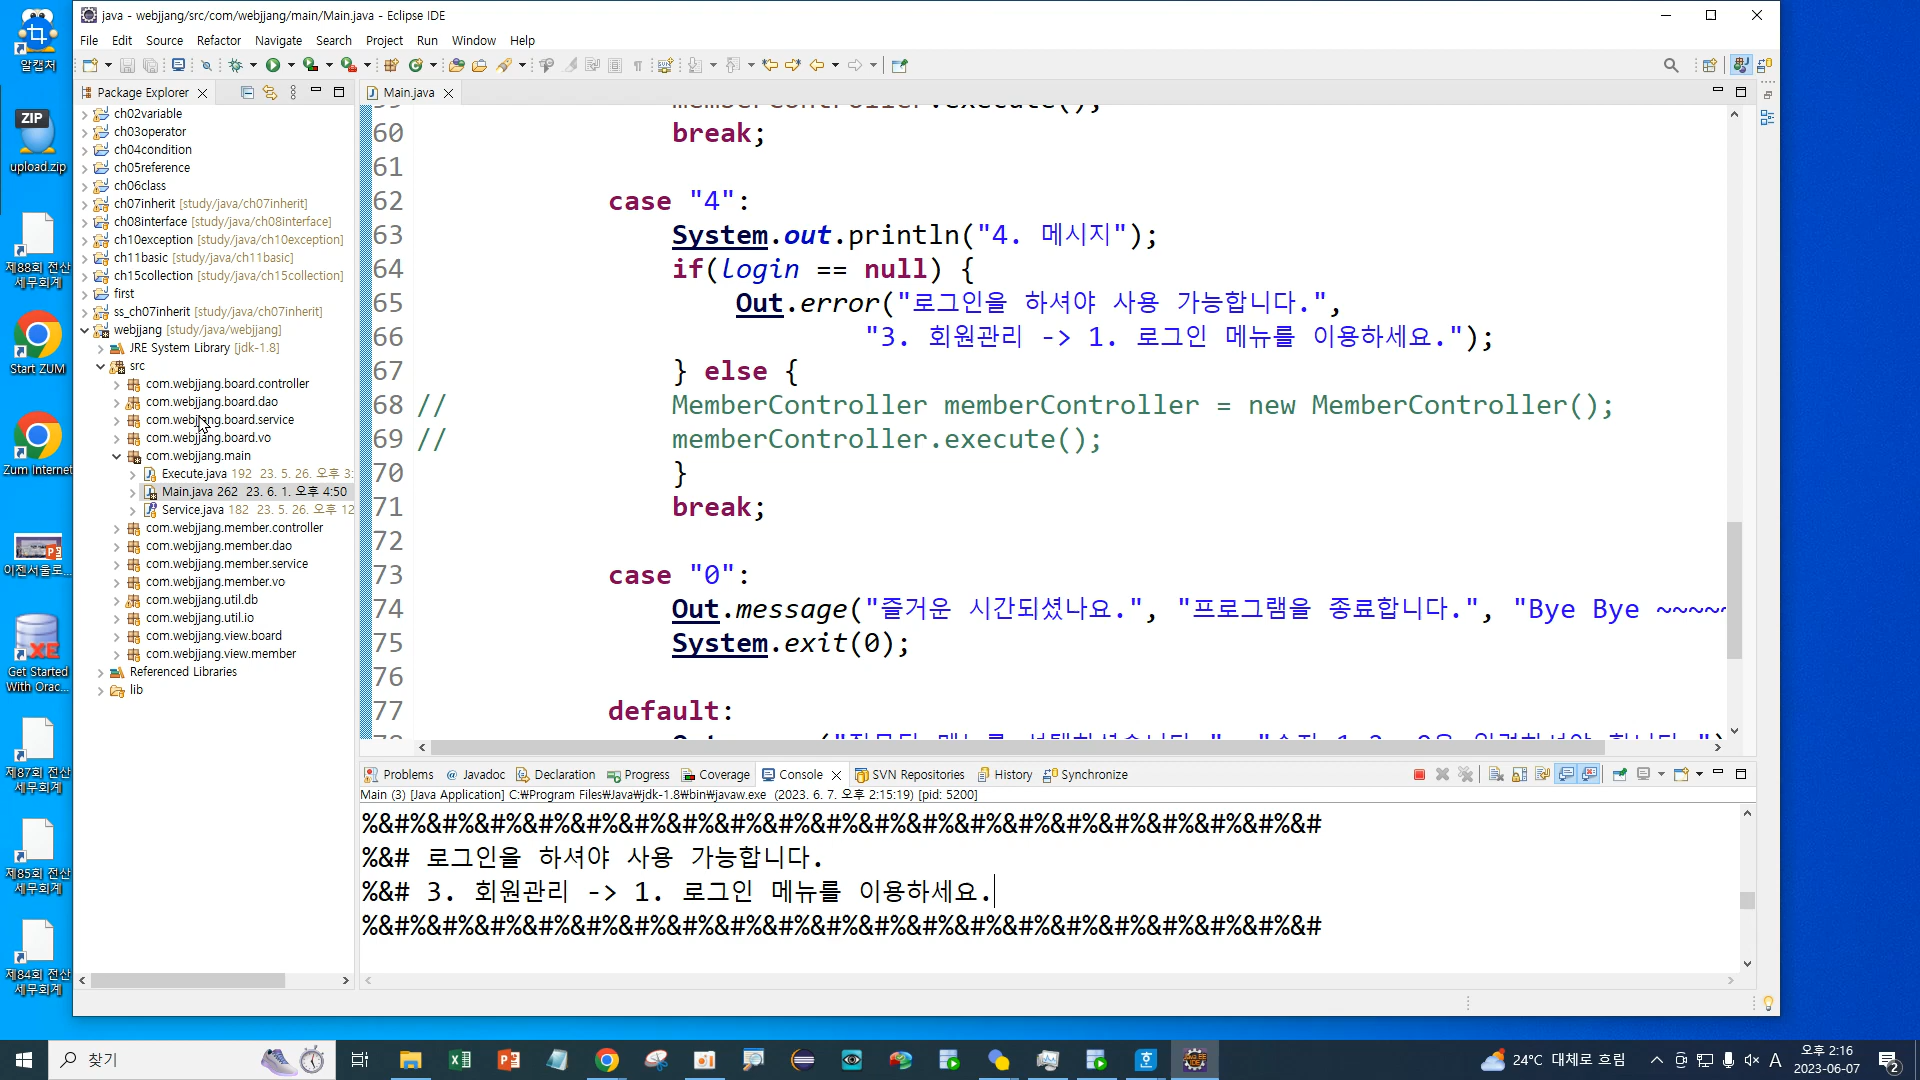 java - webjjang/src/com/webjjang/main/Main.java - Eclipse IDE
File Edit Source Refactor Navigate Search Project Run Window Help
Package Explorer
Main.java
ch02variable
ch03operator
ch04condition
ch05reference
ch06class
ch07inherit [study/java/ch07inherit]
ch08interface [study/java/ch08interface]
ch10exception [study/java/ch10exception]
ch11basic [study/java/ch11basic]
ch15collection [study/java/ch15collection]
first
ss_ch07inherit [study/java/ch07inherit]
webjjang [study/java/webjjang]
JRE System Library [jdk-1.8]
src
com.webjjang.board.controller
com.webjjang.board.dao
com.webjjang.board.service
com.webjjang.board.vo
com.webjjang.main
Execute.java 192 23. 5. 26. 오후 3:
Main.java 262 23. 6. 1. 오후 4:50
Service.java 182 23. 5. 26. 오후 12
com.webjjang.member.controller
com.webjjang.member.dao
com.webjjang.member.service
com.webjjang.member.vo
com.webjjang.util.db
com.webjjang.util.io
com.webjjang.view.board
com.webjjang.view.member
Referenced Libraries
lib
memberController.execute();
60 break;
61
62 case "4":
63 System.out.println("4. 메시지");
64 if(login == null) {
65 Out.error("로그인을 하셔야 사용 가능합니다.",
66 "3. 회원관리 -> 1. 로그인 메뉴를 이용하세요.");
67 } else {
68 // MemberController memberController = new MemberController();
69 // memberController.execute();
70 }
71 break;
72
73 case "0":
74 Out.message("즐거운 시간되셨나요.", "프로그램을 종료합니다.", "Bye Bye ~~~~~
75 System.exit(0);
76
77 default:
Problems Javadoc Declaration Progress Coverage Console SVN Repositories History Synchronize
Main (3) [Java Application] C:₩Program Files₩Java₩jdk-1.8₩bin₩javaw.exe (2023. 6. 7. 오후 2:15:19) [pid: 5200]
%&#%&#%&#%&#%&#%&#%&#%&#%&#%&#%&#%&#%&#%&#%&#%&#%&#%&#%&#%&#
%&# 로그인을 하셔야 사용 가능합니다.
%&# 3. 회원관리 -> 1. 로그인 메뉴를 이용하세요.
%&#%&#%&#%&#%&#%&#%&#%&#%&#%&#%&#%&#%&#%&#%&#%&#%&#%&#%&#%&#
알캡처
ZIP
upload.zip
제88회 전산
세무회계
Start ZUM
Zum Internet
이젠서울로...
XE
Get Started
With Orac...
제87회 전산
세무회계
제85회 전산
세무회계
제84회 전산
세무회계
찾기
24°C 대체로 흐림
A
오후 2:16
2023-06-07
2